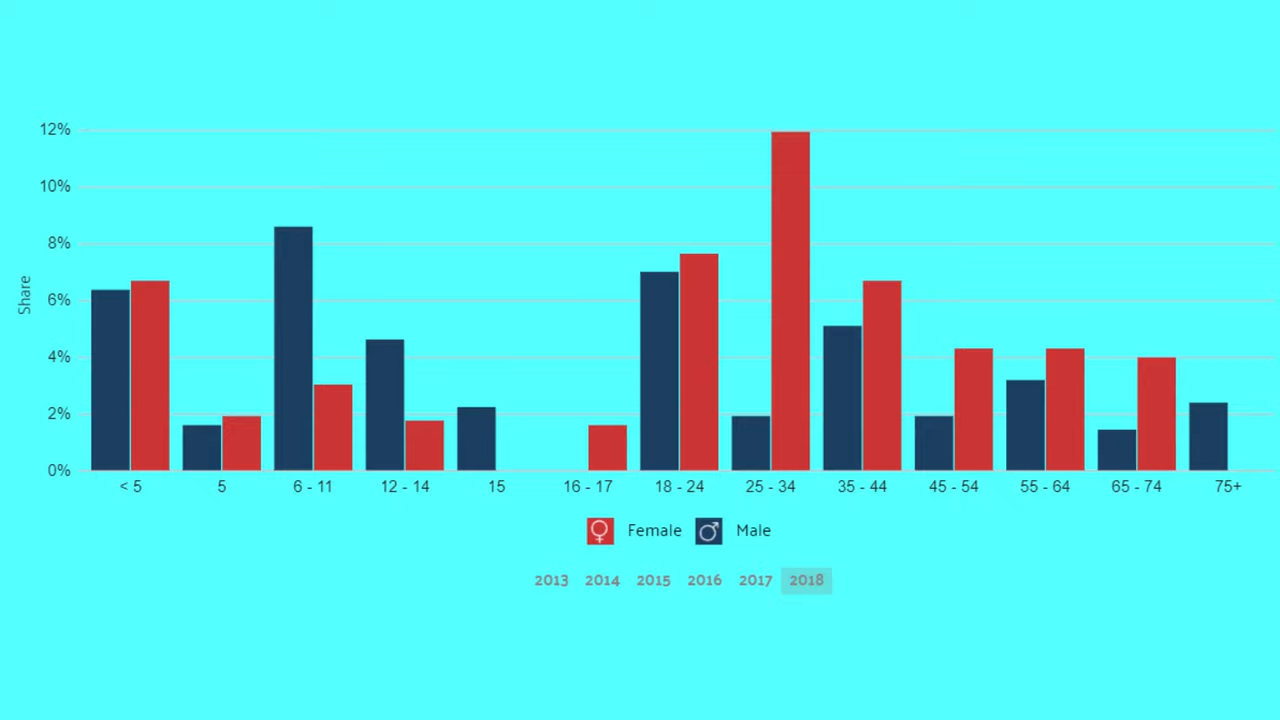 12%
10%
8%
6%
4%
2%
0%
Share
< 5 5 6 - 11 12 - 14 15 16 - 17 18 - 24 25 - 34 35 - 44 45 - 54 55 - 64 65 - 74 75+
Female Male
2013 2014 2015 2016 2017 2018